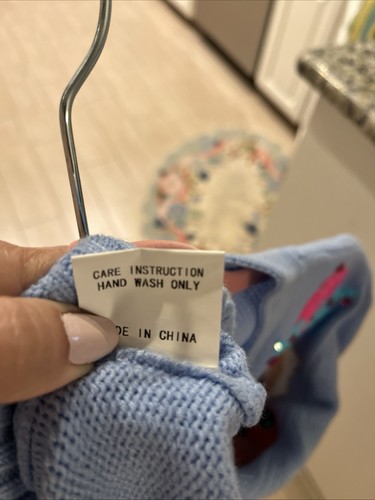 CARE INSTRUCTION
HAND WASH ONLY
DE IN CHINA